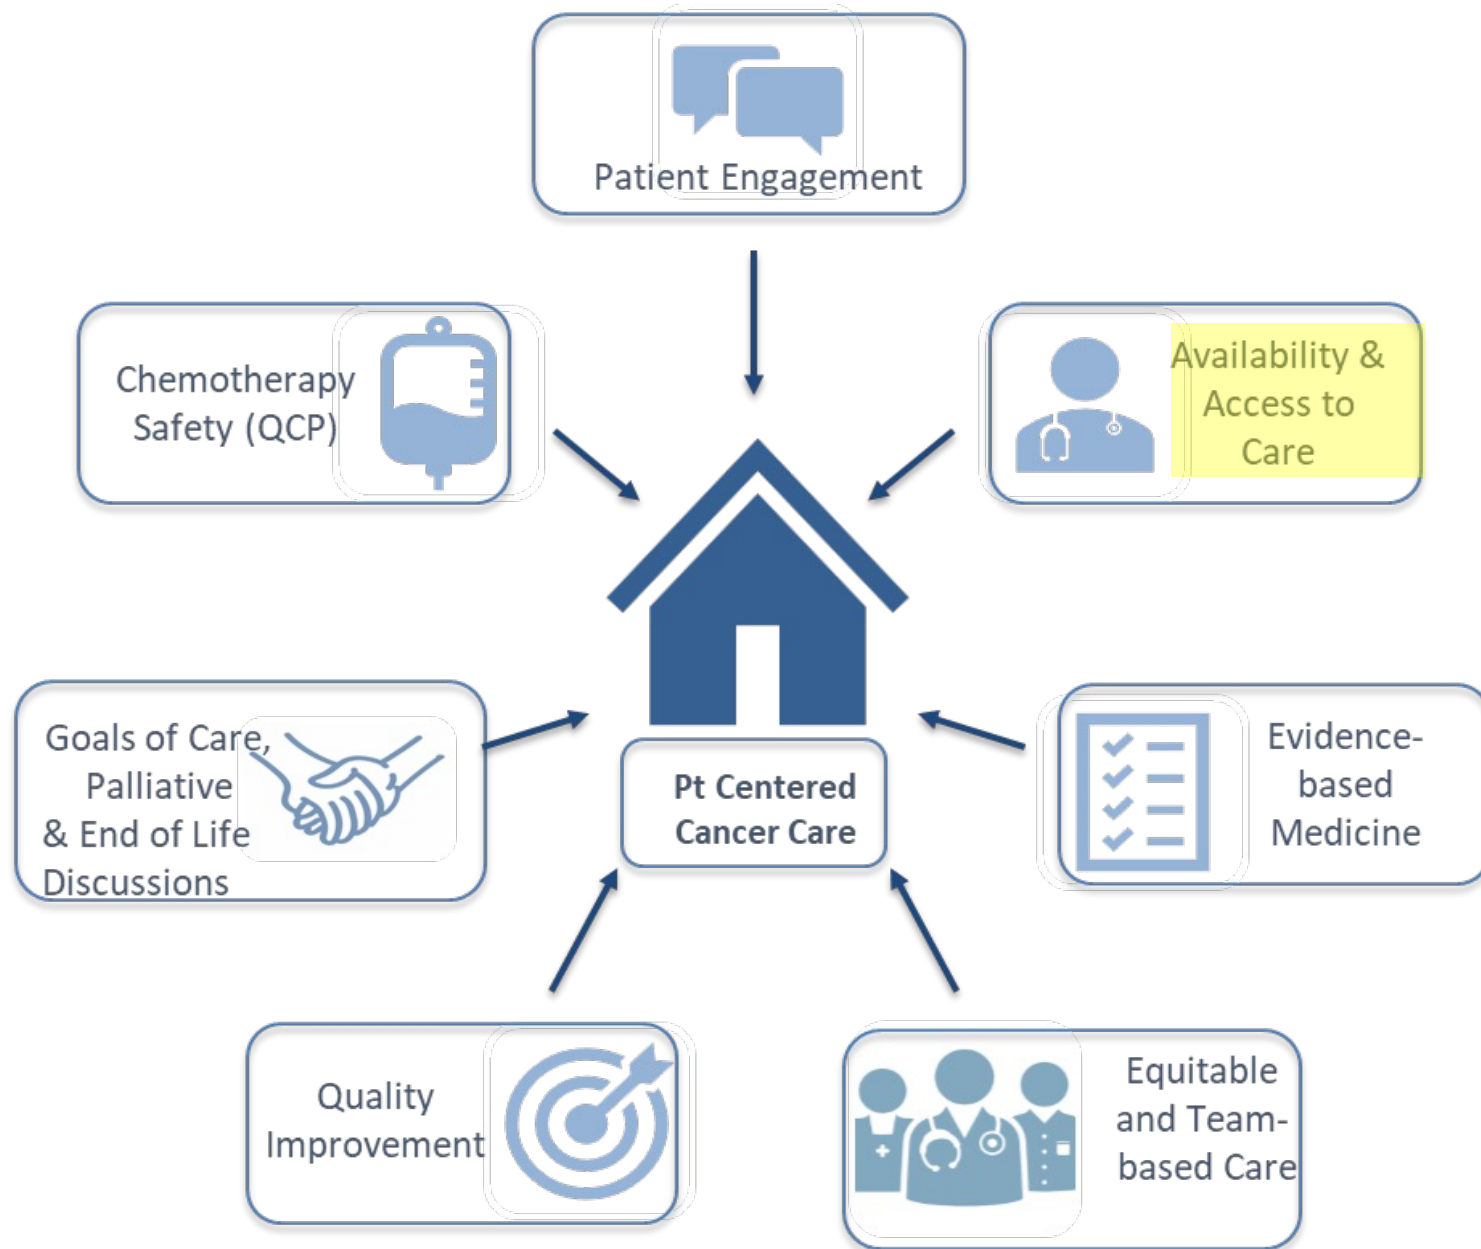 Patient Engagement
Chemotherapy
Safety (QCP)
Availability &
Access to
Care
Goals of Care,
Palliative
& End of Life
Discussions
Pt Centered
Cancer Care
Evidence-
based
Medicine
Quality
Improvement
Equitable
and Team-
based Care